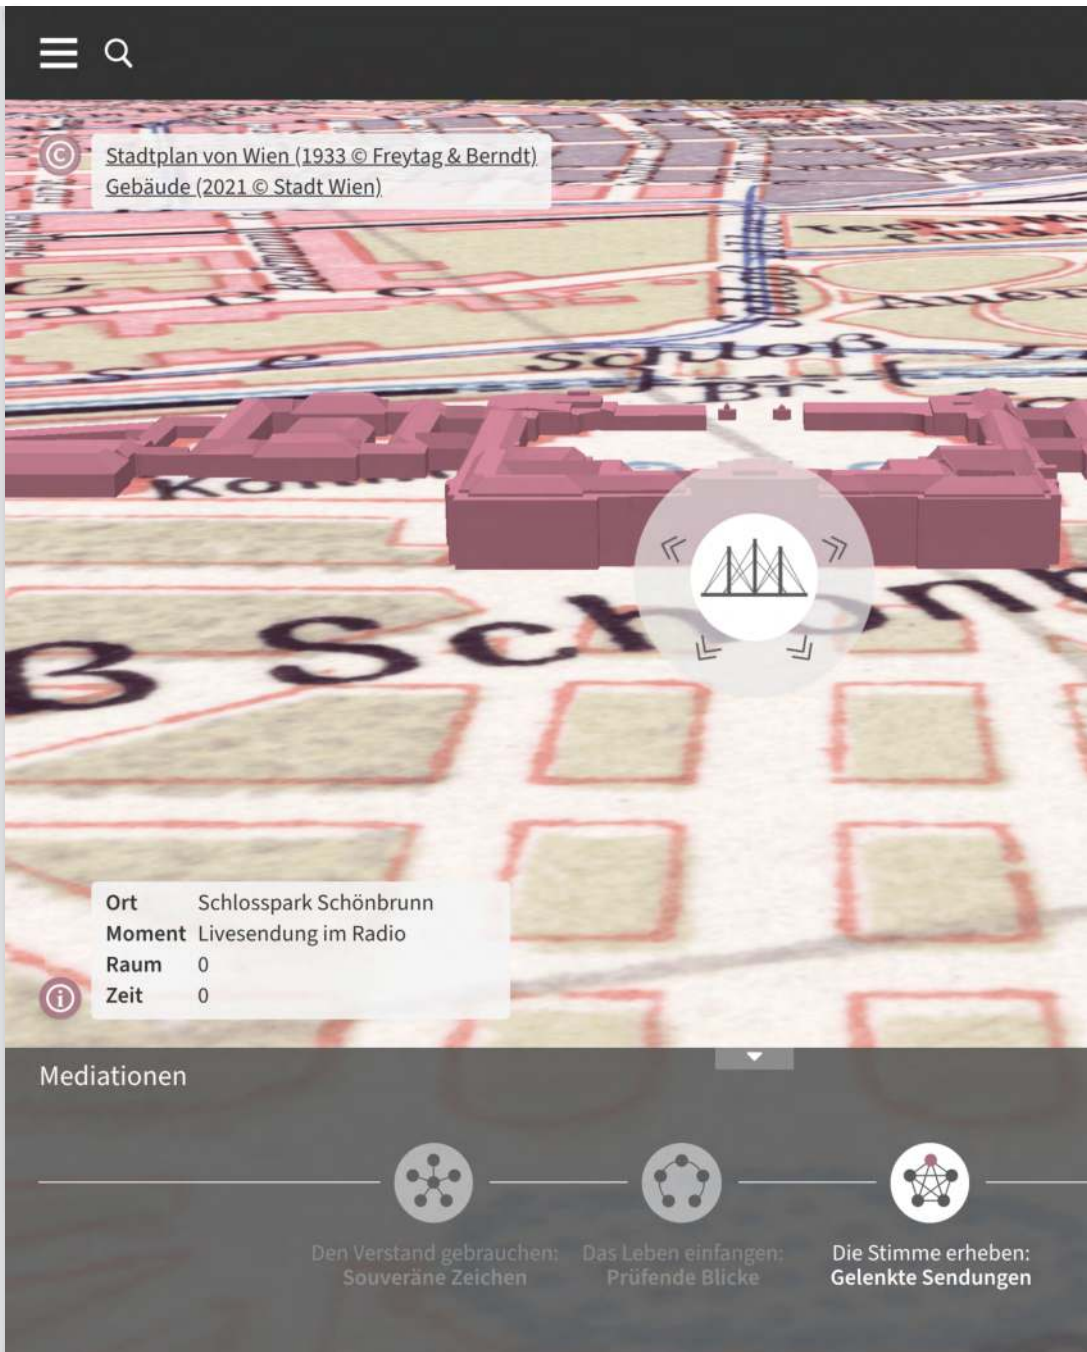 ©
Stadtplan von Wien (1933 © Freytag & Berndt)
Gebäude (2021 © Stadt Wien)
Schloß
Br.
ß Schön
Ort Schlosspark Schönbrunn
Moment Livesendung im Radio
Raum 0
Zeit 0
i
Mediationen
Den Verstand gebrauchen:
Souveräne Zeichen
Das Leben einfangen:
Prüfende Blicke
Die Stimme erheben:
Gelenkte Sendungen